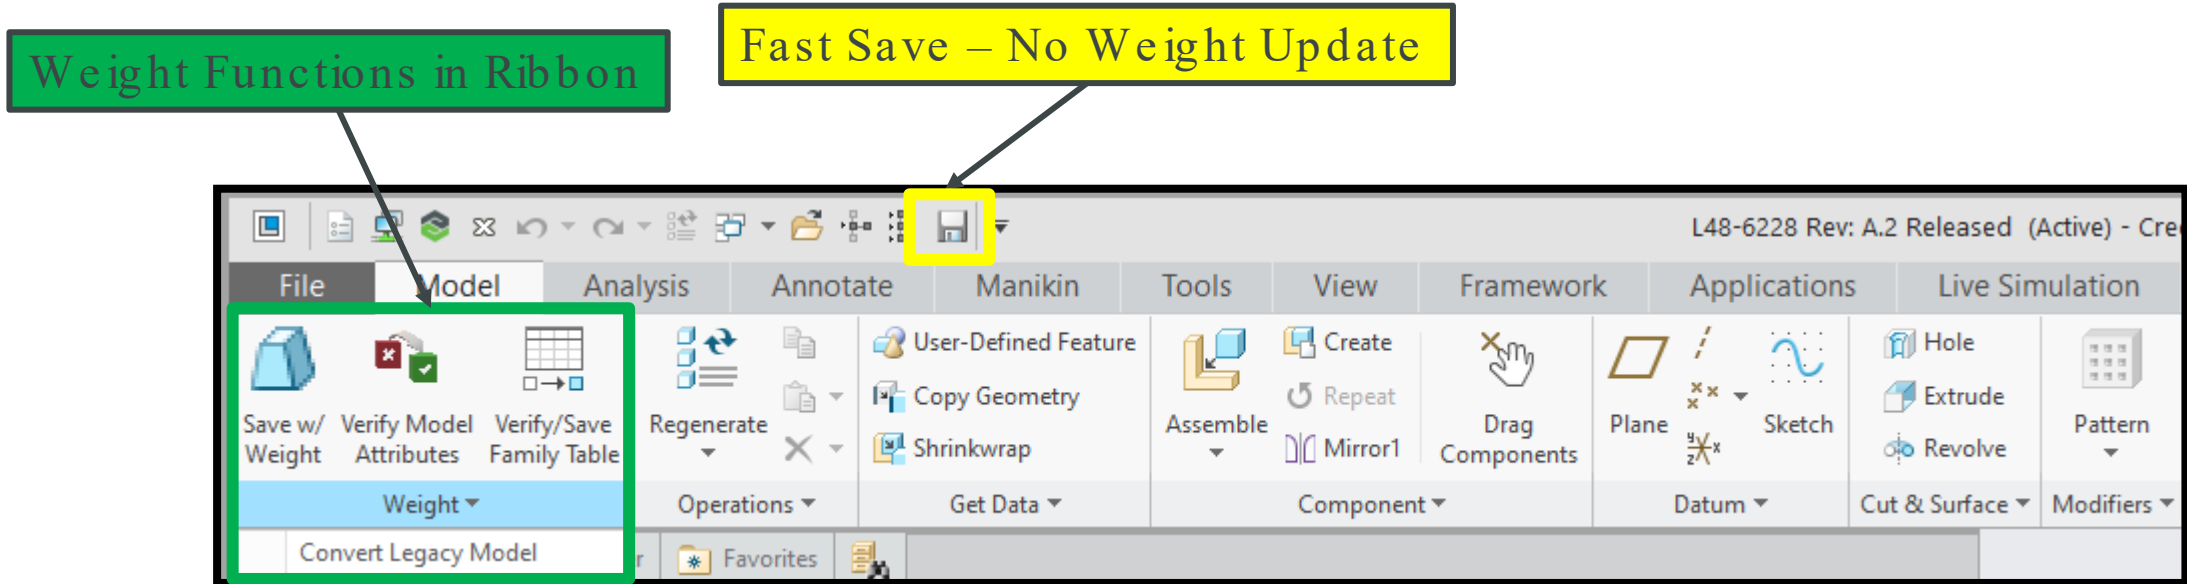 Fast Save – No Weight Update
Weight Functions in Ribbon
L48-6228 Rev: A.2 Released (Active) - Cre
File Model Analysis Annotate Manikin Tools View Framework Applications Live Simulation
Save w/ Weight
Verify Model Attributes
Verify/Save Family Table
Weight
Convert Legacy Model
Regenerate
Operations
User-Defined Feature
Copy Geometry
Shrinkwrap
Get Data
Assemble
Create
Repeat
Mirror1
Drag Components
Component
Plane
Sketch
Datum
Hole
Extrude
Revolve
Cut & Surface
Pattern
Modifiers
r
Favorites